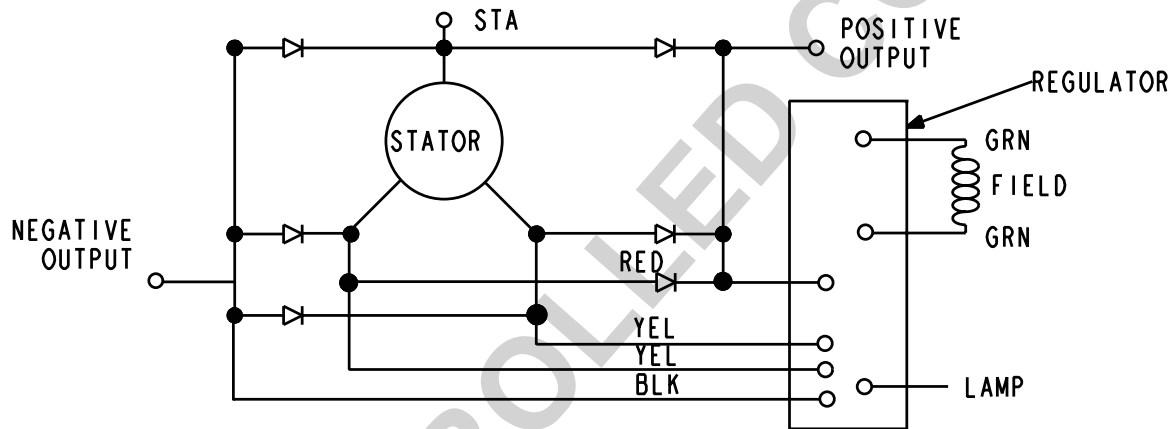 STA
POSITIVE
OUTPUT
REGULATOR
STATOR
GRN
FIELD
GRN
NEGATIVE
OUTPUT
RED
YEL
YEL
BLK
LAMP